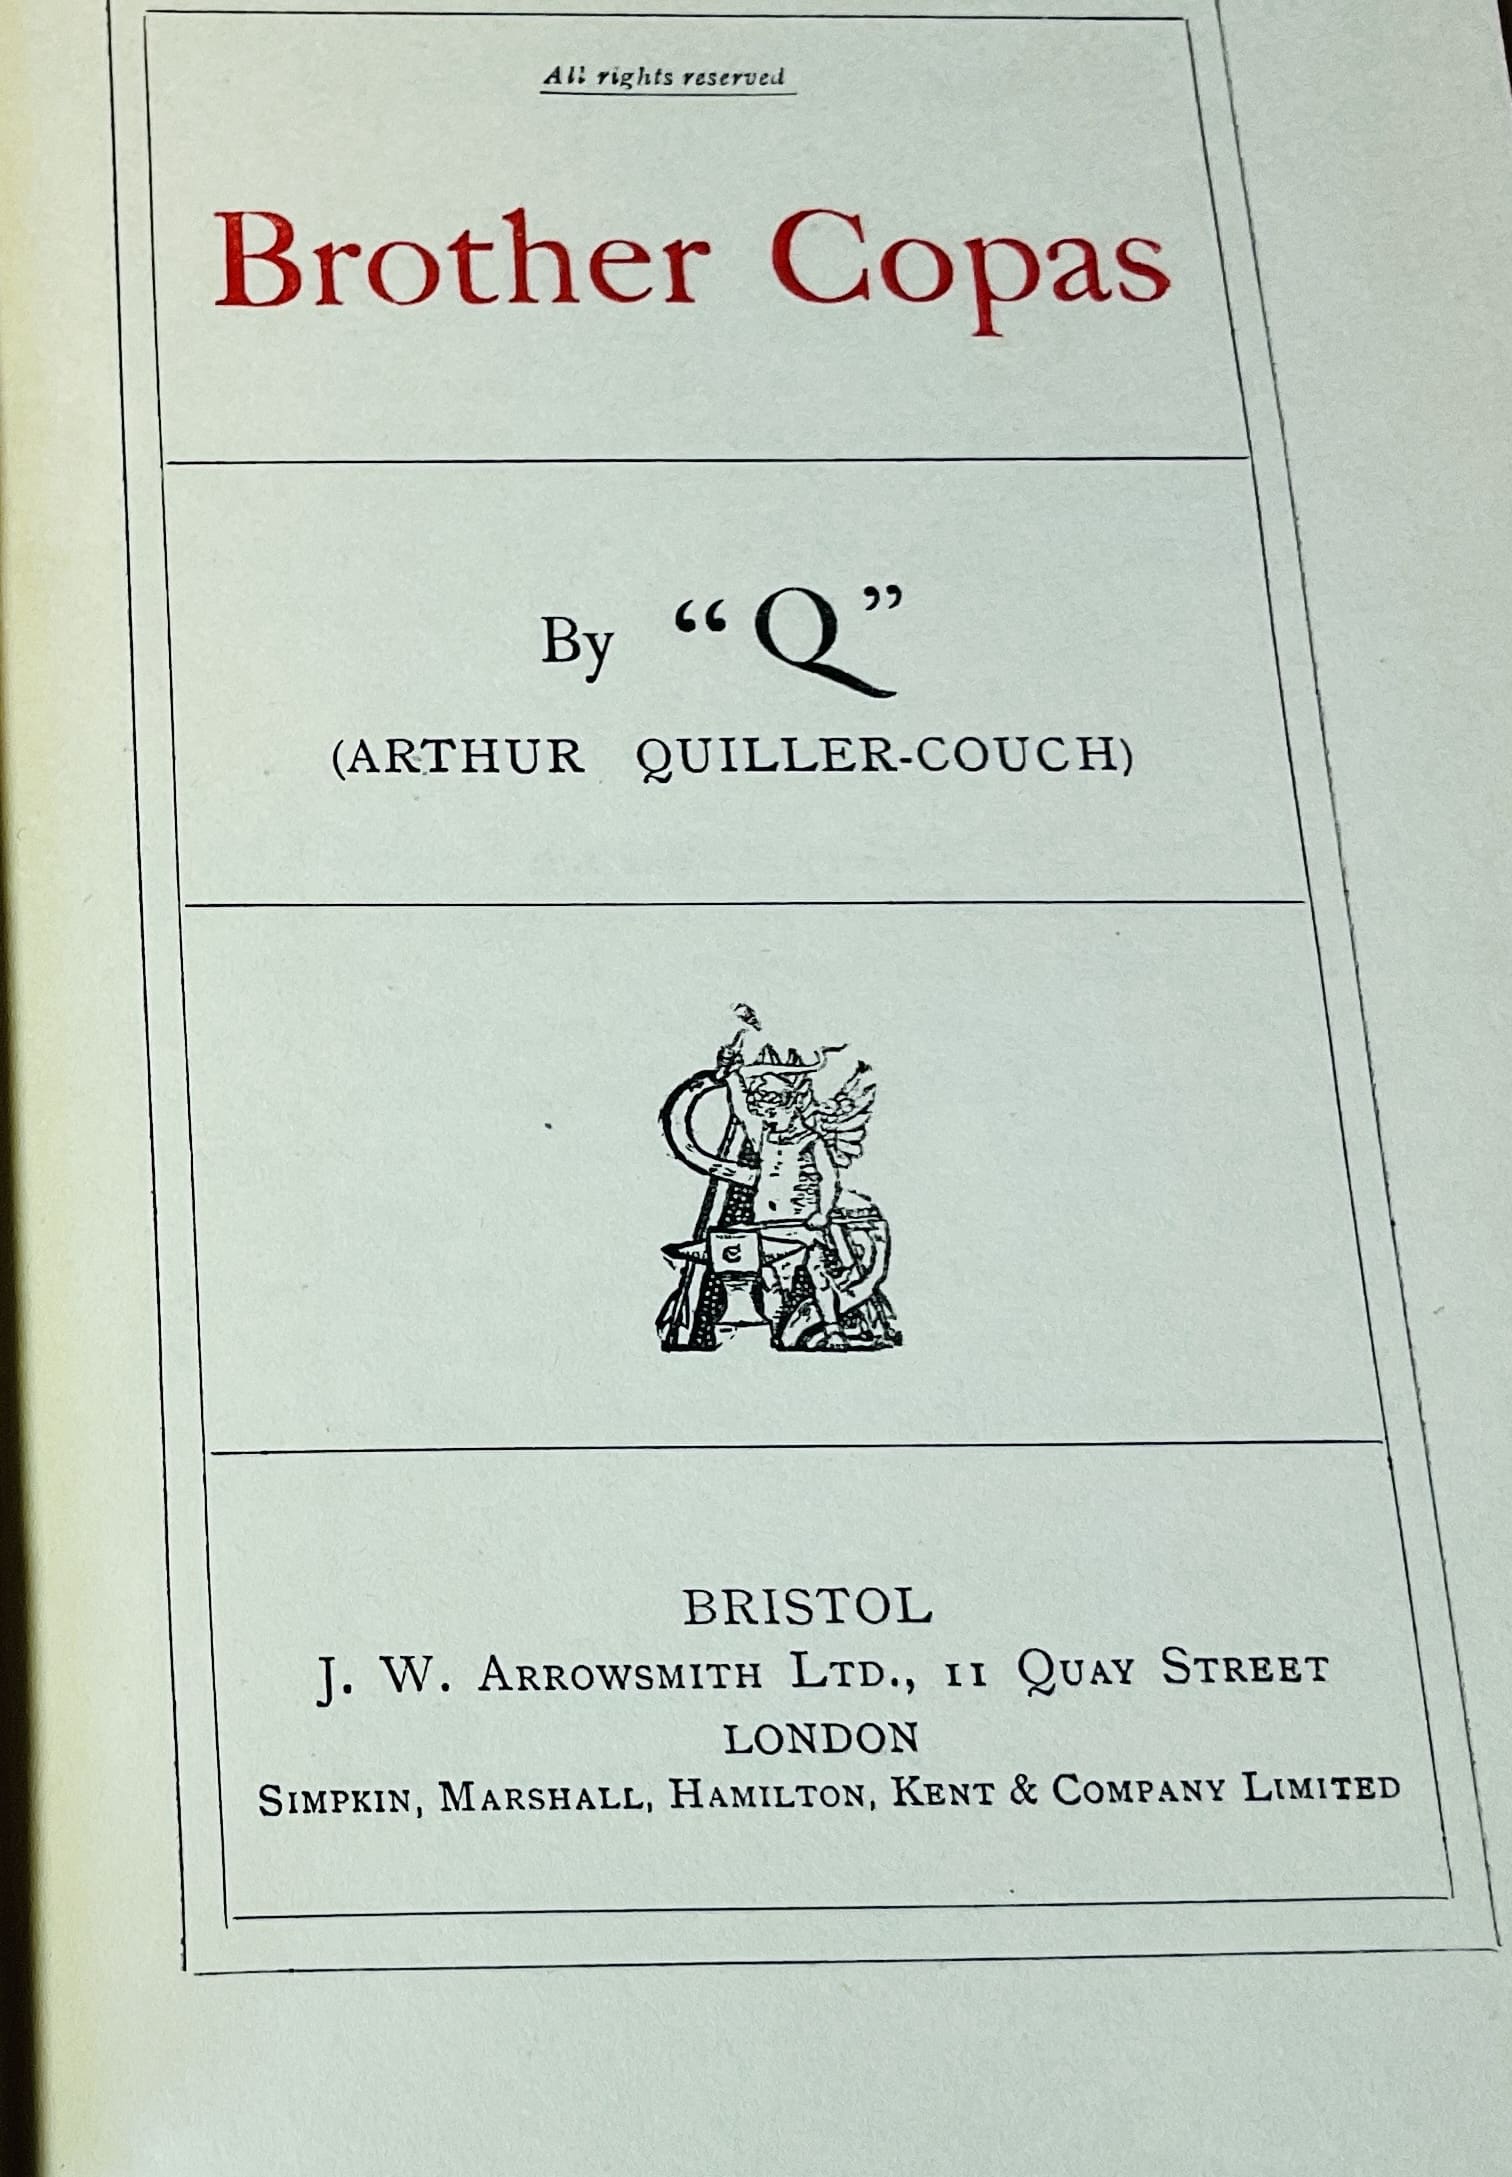 All rights reserved
Brother Copas
By “Q”
(ARTHUR QUILLER-COUCH)
BRISTOL
J. W. ARROWSMITH LTD., 11 QUAY STREET
LONDON
SIMPKIN, MARSHALL, HAMILTON, KENT & COMPANY LIMITED